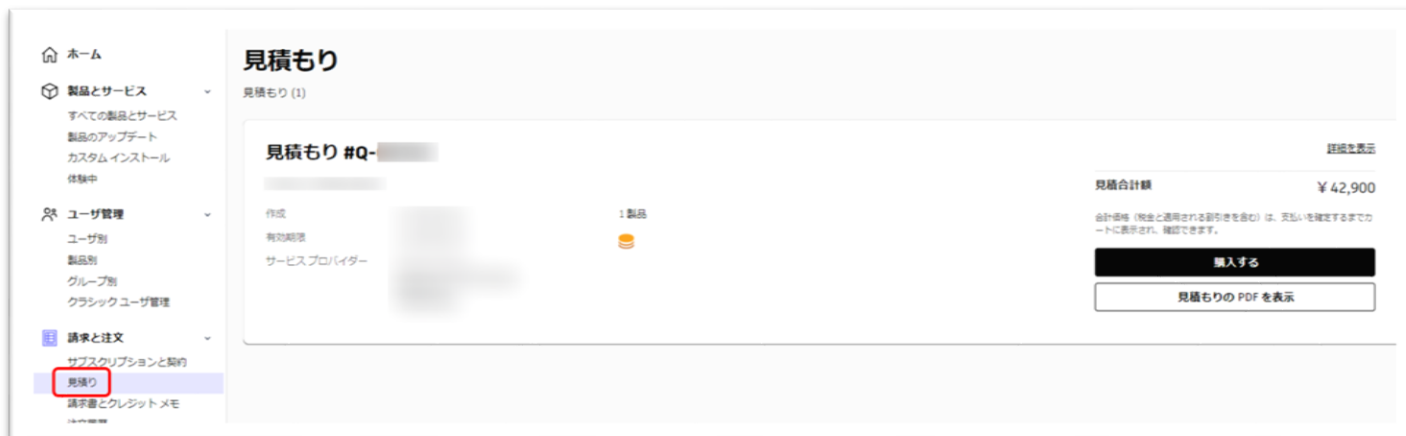 ホーム
製品とサービス
すべての製品とサービス
製品のアップデート
カスタム インストール
体験中
ユーザ管理
ユーザ別
製品別
グループ別
クラシック ユーザ管理
請求と注文
サブスクリプションと契約
見積り
請求書とクレジット メモ
見積もり
見積もり (1)
見積もり #Q-
作成
有効期限
サービス プロバイダー
1 製品
詳細を表示
見積合計額
¥ 42,900
合計価格（税金と適用される割引きを含む）は、支払いを確定するまでカ
ートに表示され、確認できます。
購入する
見積もりの PDF を表示